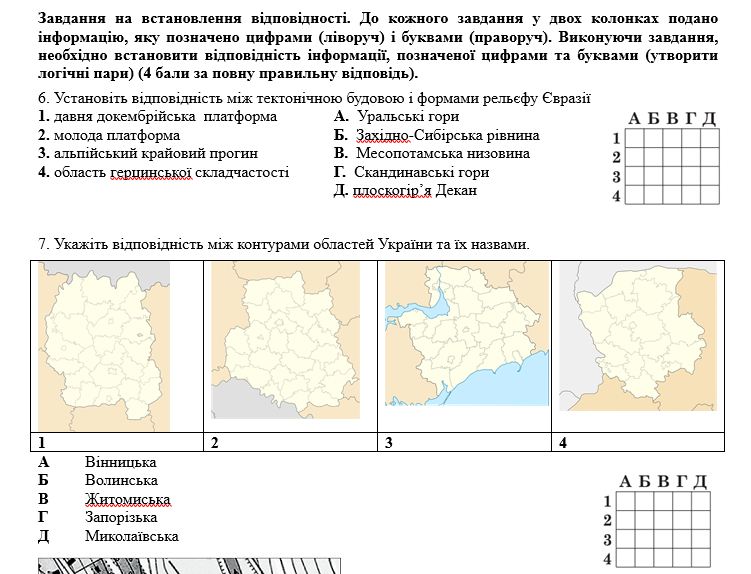 Завдання на встановлення відповідності. До кожного завдання у двох колонках подано
інформацію, яку позначено цифрами (ліворуч) і буквами (праворуч). Виконуючи завдання,
необхідно встановити відповідність інформації, позначеної цифрами та буквами (утворити
логічні пари) (4 бали за повну правильну відповідь).
6. Установіть відповідність між тектонічною будовою і формами рельєфу Євразії
1. давня докембрійська платформа
2. молода платформа
3. альпійський крайовий прогин
4. область герцинської складчастості
А. Уральські гори
Б. Західно-Сибірська рівнина
В. Месопотамська низовина
Г. Скандинавські гори
Д. плоскогір’я Декан
А Б В Г Д
1
2
3
4
7. Укажіть відповідність між контурами областей України та їх назвами.
1 2 3 4
А Вінницька
Б Волинська
В Житомиська
Г Запорізька
Д Миколаївська
А Б В Г Д
1
2
3
4